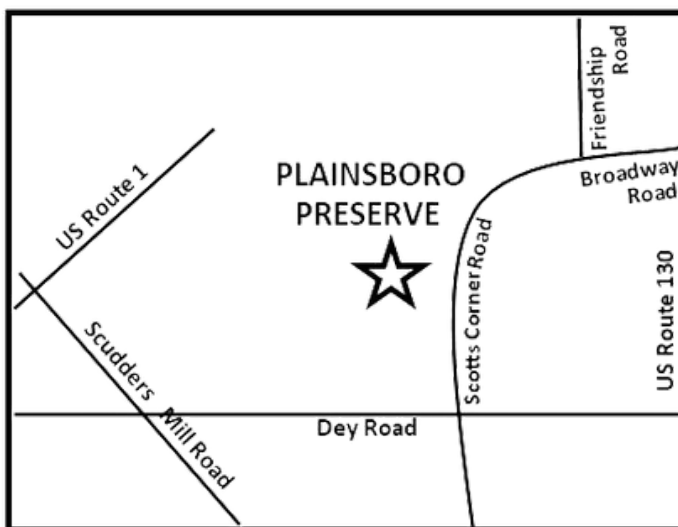 Friendship
Road
US Route 1
PLAINSBORO
PRESERVE
Broadway
Road
Scotts Corner Road
US Route 130
Scudders Mill Road
Dey Road